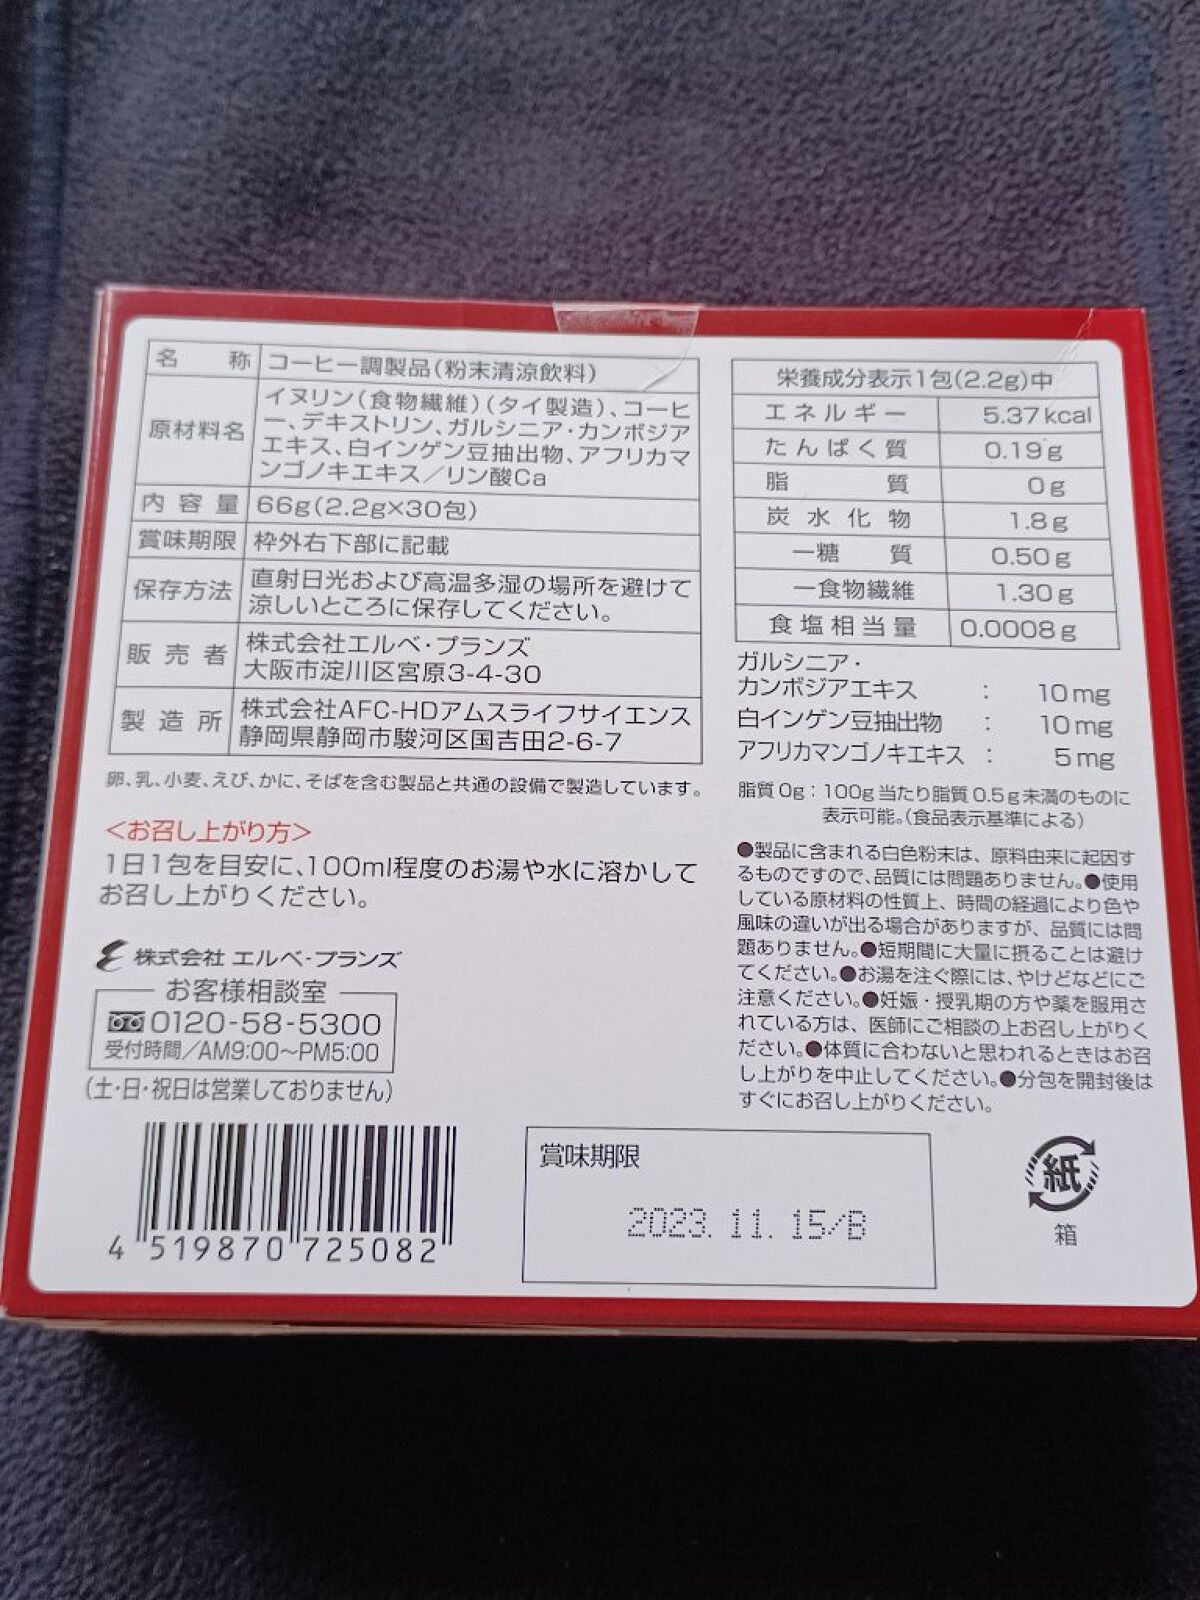 名称 コーヒー調製品(粉末清涼飲料)
原材料名 イヌリン(食物繊維)(タイ製造)、コーヒ
ー、デキストリン、ガルシニア・カンボジア
エキス、白インゲン豆抽出物、アフリカマ
ンゴノキエキス/リン酸Ca
内容量 66g(2.2g×30包)
賞味期限 枠外右下部に記載
保存方法 直射日光および高温多湿の場所を避けて
涼しいところに保存してください。
販売者 株式会社エルベ・プランズ
大阪市淀川区宮原3-4-30
製造所 株式会社AFC-HDアムスライフサイエンス
静岡県静岡市駿河区国吉田2-6-7
卵、乳、小麦、えび、かに、そばを含む製品と共通の設備で製造しています。
<お召し上がり方>
1日1包を目安に、100ml程度のお湯や水に溶かして
お召し上がりください。
株式会社 エルベ・プランズ
お客様相談室
0120-58-5300
受付時間/AM9:00〜PM5:00
(土・日・祝日は営業しておりません)
4 519870 725082
栄養成分表示1包(2.2g)中
エネルギー 5.37kcal
たんぱく質 0.19g
脂質 0g
炭水化物 1.8g
ー糖質 0.50g
ー食物繊維 1.30g
食塩相当量 0.0008g
ガルシニア・
カンボジアエキス : 10mg
白インゲン豆抽出物 : 10mg
アフリカマンゴノキエキス : 5mg
脂質0g:100g当たり脂質0.5g未満のものに
表示可能。(食品表示基準による)
●製品に含まれる白色粉末は、原料由来に起因す
るものですので、品質には問題ありません。●使用
している原材料の性質上、時間の経過により色や
風味の違いが出る場合がありますが、品質には問
題ありません。●短期間に大量に摂ることは避け
てください。●お湯を注ぐ際には、やけどなどにご
注意ください。●妊娠・授乳期の方や薬を服用さ
れている方は、医師にご相談の上お召し上がりく
ださい。●体質に合わないと思われるときはお召
し上がりを中止してください。●分包を開封後は
すぐにお召し上がりください。
賞味期限
2023.11.15/B
紙
箱